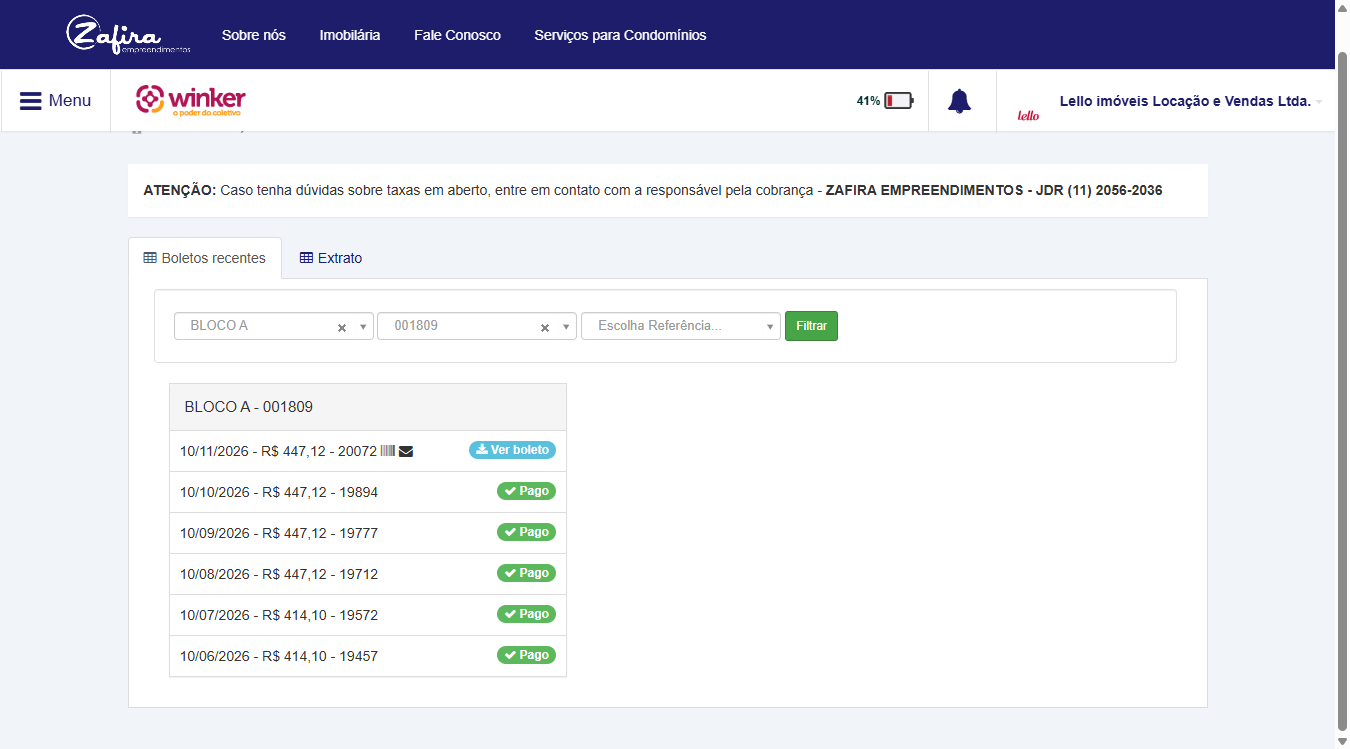 Zafira
empreendimentos
Sobre nós
Imobilária
Fale Conosco
Serviços para Condomínios
Menu
winker
o poder do coletivo
41%
lello
Lello imóveis Locação e Vendas Ltda.
ATENÇÃO: Caso tenha dúvidas sobre taxas em aberto, entre em contato com a responsável pela cobrança - ZAFIRA EMPREENDIMENTOS - JDR (11) 2056-2036
Boletos recentes
Extrato
BLOCO A
001809
Escolha Referência...
Filtrar
BLOCO A - 001809
10/11/2026 - R$ 447,12 - 20072
Ver boleto
10/10/2026 - R$ 447,12 - 19894
Pago
10/09/2026 - R$ 447,12 - 19777
Pago
10/08/2026 - R$ 447,12 - 19712
Pago
10/07/2026 - R$ 414,10 - 19572
Pago
10/06/2026 - R$ 414,10 - 19457
Pago